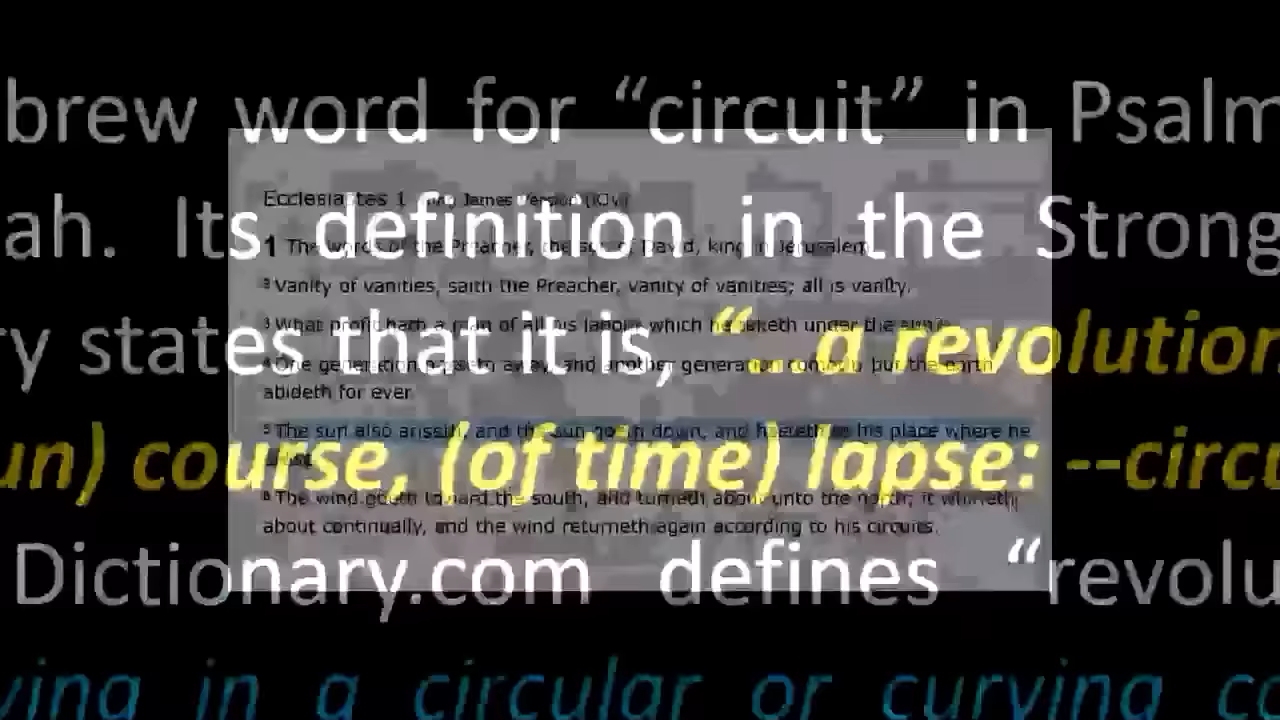 brew word for “circuit” in Psalm
ah. Its definition in the Strong
ry states that it is, “...a revolution
un) course, (of time) lapse: --circu
Dictionary.com defines “revolu
ving in a circular or curving co
Ecclesiastes 1 King James Version (KJV)
1 The words of the Preacher, the son of David, king in Jerusalem.
2 Vanity of vanities, saith the Preacher, vanity of vanities; all is vanity.
3 What profit hath a man of all his labour which he taketh under the sun?
4 One generation passeth away, and another generation cometh: but the earth
abideth for ever.
5 The sun also ariseth, and the sun goeth down, and hasteth to his place where he
6 The wind goeth toward the south, and turneth about unto the north; it whirleth
about continually, and the wind returneth again according to his circuits.